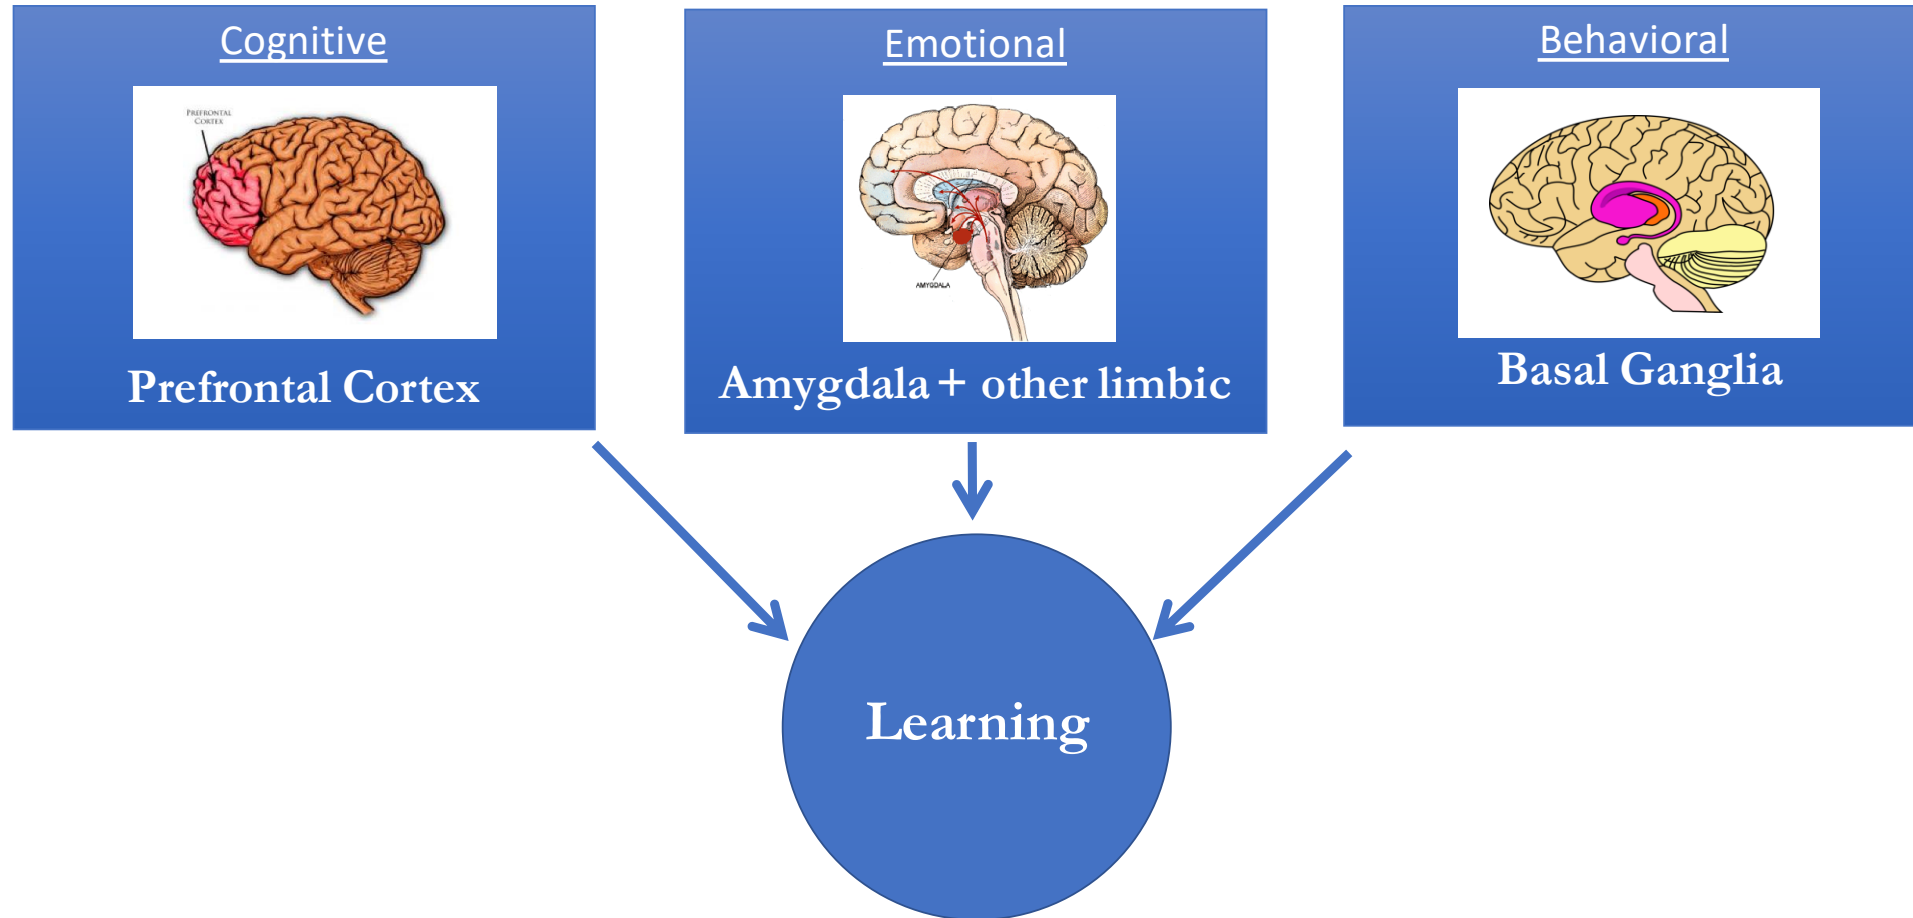 Cognitive
PREFRONTAL
CORTEX
Prefrontal Cortex
Emotional
AMYGDALA
Amygdala + other limbic
Behavioral
Basal Ganglia
Learning